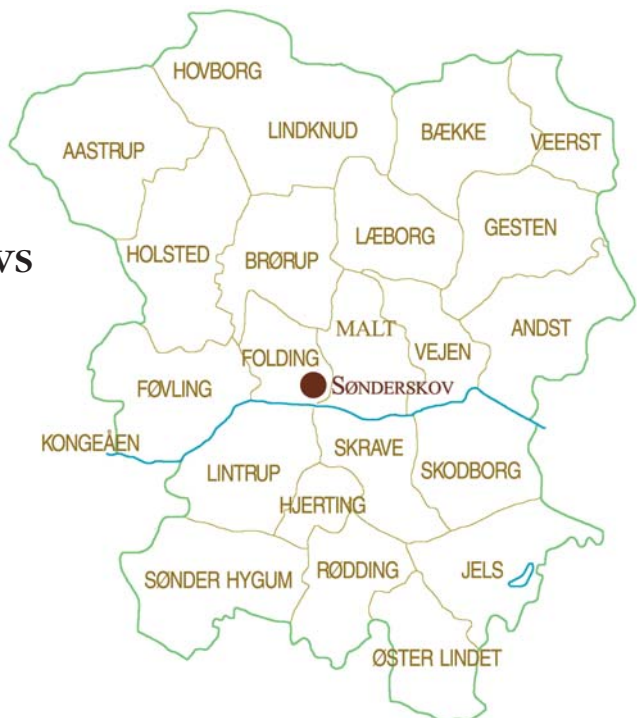 HOVBORG
LINDKNUD
BÆKKE
VEERST
AASTRUP
LÆBORG
GESTEN
HOLSTED
BRØRUP
VS
MALT
ANDST
FOLDING
VEJEN
FØVLING
SØNDERSKOV
KONGEÅEN
SKRAVE
LINTRUP
SKODBORG
HJERTING
SØNDER HYGUM
RØDDING
JELS
ØSTER LINDET